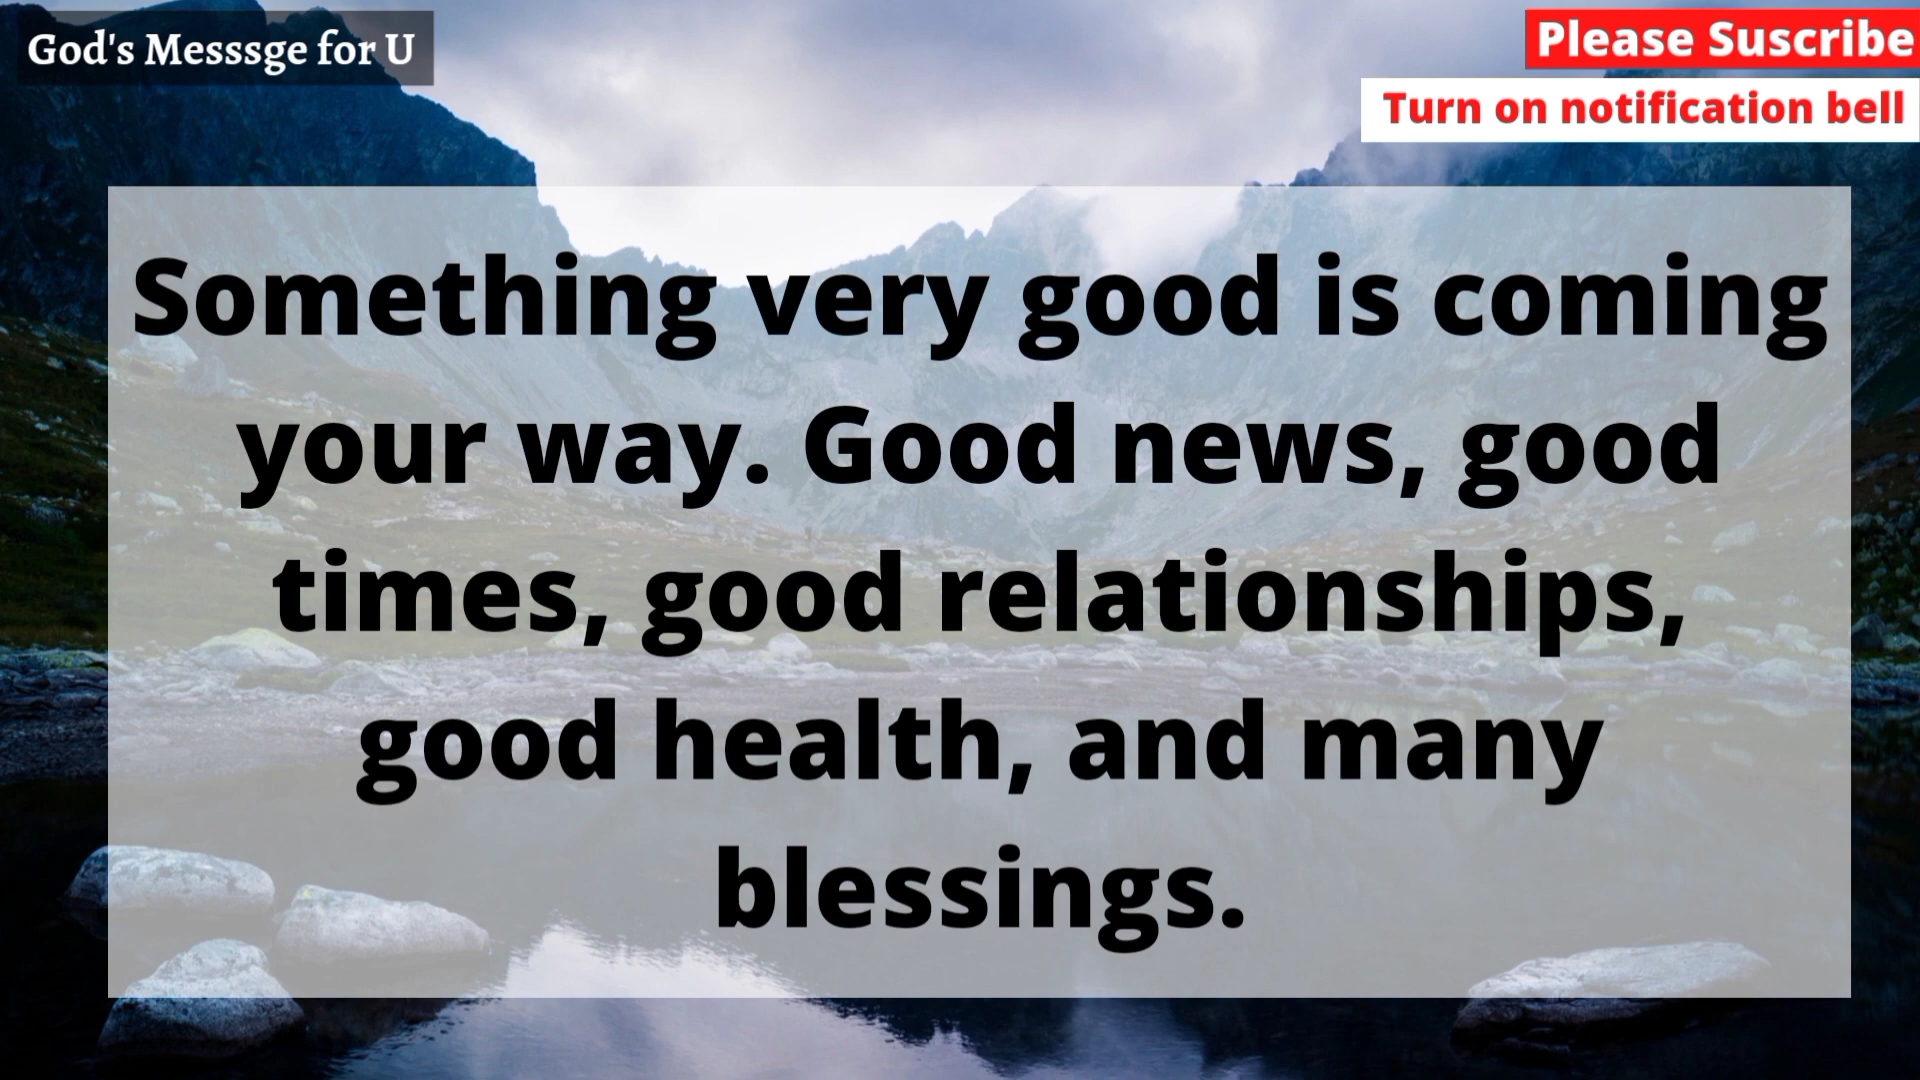 God's Messsge for U
Please Suscribe
Turn on notification bell
Something very good is coming
your way. Good news, good
times, good relationships,
good health, and many
blessings.